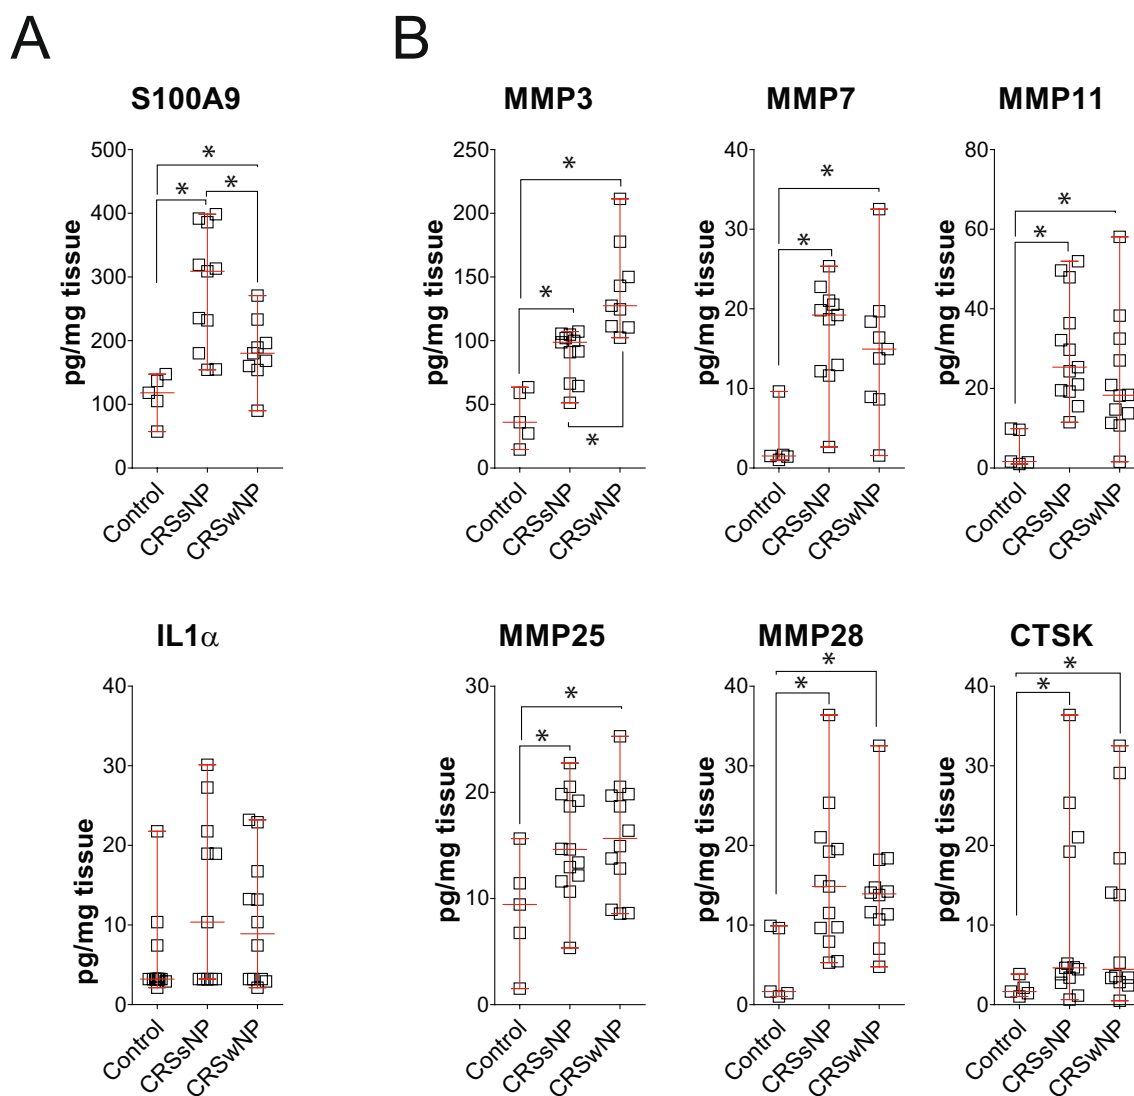 A
B
S100A9
MMP3
MMP7
MMP11
pg/mg tissue
500
400
300
200
100
0
* * *
Control
CRSsNP
CRSwNP
pg/mg tissue
250
200
150
100
50
0
* * *
Control
CRSsNP
CRSwNP
pg/mg tissue
40
30
20
10
0
* *
Control
CRSsNP
CRSwNP
pg/mg tissue
80
60
40
20
0
* *
Control
CRSsNP
CRSwNP
IL1α
MMP25
MMP28
CTSK
pg/mg tissue
40
30
20
10
0
Control
CRSsNP
CRSwNP
pg/mg tissue
30
20
10
0
* *
Control
CRSsNP
CRSwNP
pg/mg tissue
40
30
20
10
0
* *
Control
CRSsNP
CRSwNP
pg/mg tissue
40
30
20
10
0
* *
Control
CRSsNP
CRSwNP